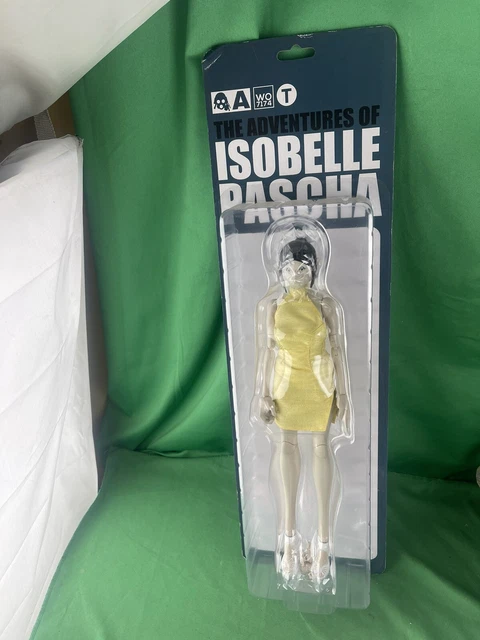 A WO
7174 T
THE ADVENTURES OF
ISOBELLE
PASCHA